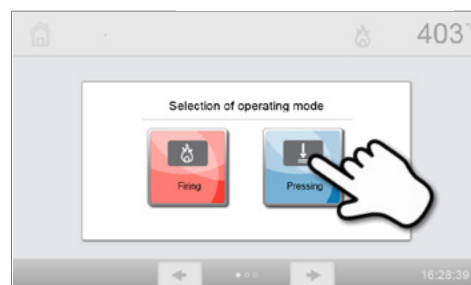 403°
Selection of operating mode
Firing
Pressing
16:28:39